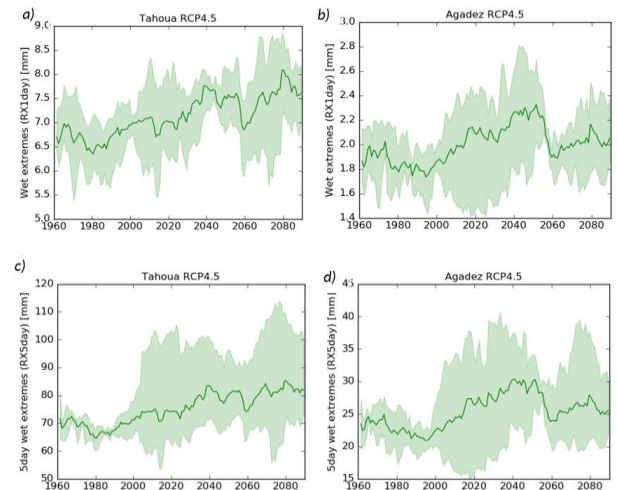 a)
Tahoua RCP4.5
Wet extremes (RX1day) [mm]
9.0
8.5
8.0
7.5
7.0
6.5
6.0
5.5
5.0
1960 1980 2000 2020 2040 2060 2080
b)
Agadez RCP4.5
Wet extremes (RX1day) [mm]
3.0
2.8
2.6
2.4
2.2
2.0
1.8
1.6
1.4
1960 1980 2000 2020 2040 2060 2080
c)
Tahoua RCP4.5
5day wet extremes (RX5day) [mm]
120
110
100
90
80
70
60
50
1960 1980 2000 2020 2040 2060 2080
d)
Agadez RCP4.5
5day wet extremes (RX5day) [mm]
45
40
35
30
25
20
15
1960 1980 2000 2020 2040 2060 2080